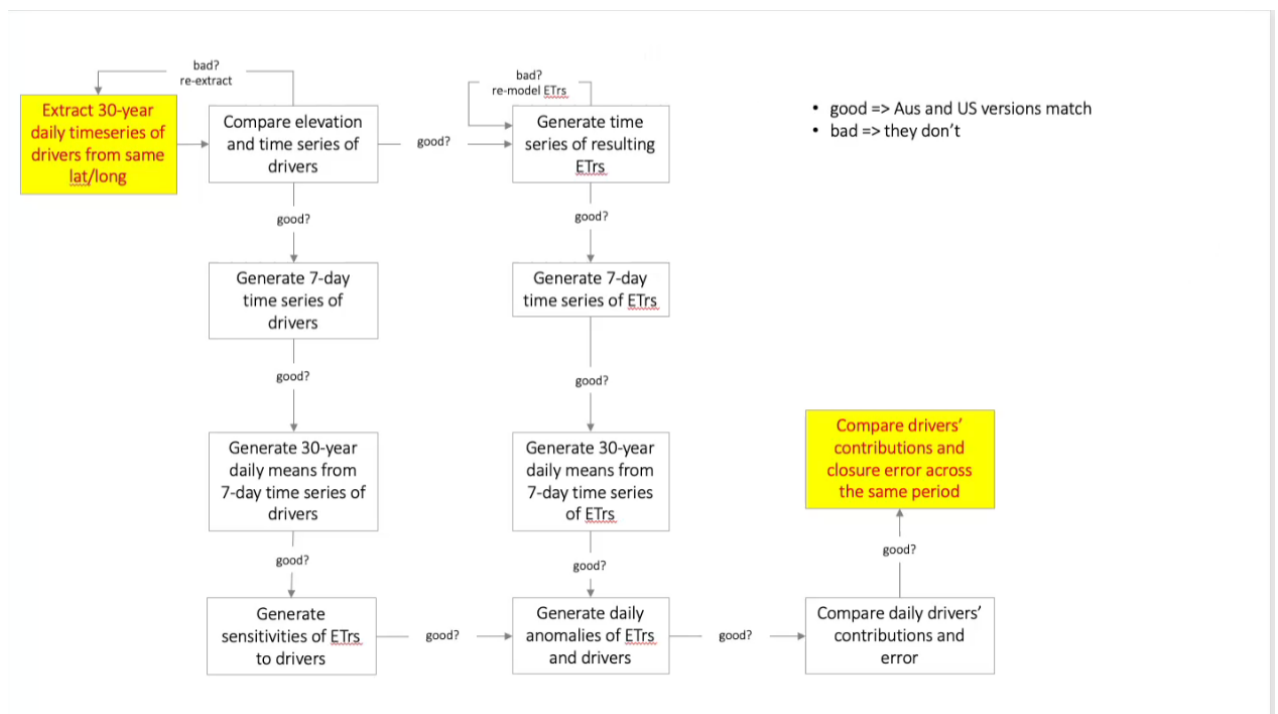 bad?
re-extract
Extract 30-year
daily timeseries of
drivers from same
lat/long
Compare elevation
and time series of
drivers
good?
bad?
re-model ETrs
Generate time
series of resulting
ETrs
• good => Aus and US versions match
• bad => they don’t
good?
good?
Generate 7-day
time series of
drivers
Generate 7-day
time series of ETrs
good?
good?
Generate 30-year
daily means from
7-day time series of
drivers
Generate 30-year
daily means from
7-day time series
of ETrs
Compare drivers’
contributions and
closure error across
the same period
good?
good?
good?
Generate
sensitivities of ETrs
to drivers
good?
Generate daily
anomalies of ETrs
and drivers
good?
Compare daily drivers’
contributions and
error